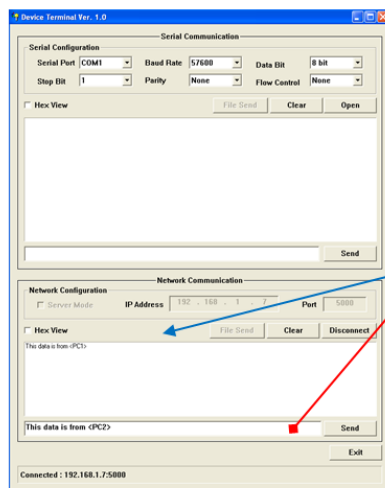 Device Terminal Ver. 1.0
Serial Communication
Serial Configuration
Serial Port COM1 Baud Rate 57600 Data Bit 8 bit
Stop Bit 1 Parity None Flow Control None
Hex View File Send Clear Open
Send
Network Communication
Network Configuration
Server Mode IP Address 192 . 168 . 1 . 7 Port 5000
Hex View File Send Clear Disconnect
This data is from <PC1>
This data is from <PC2> Send
Exit
Connected : 192.168.1.7:5000